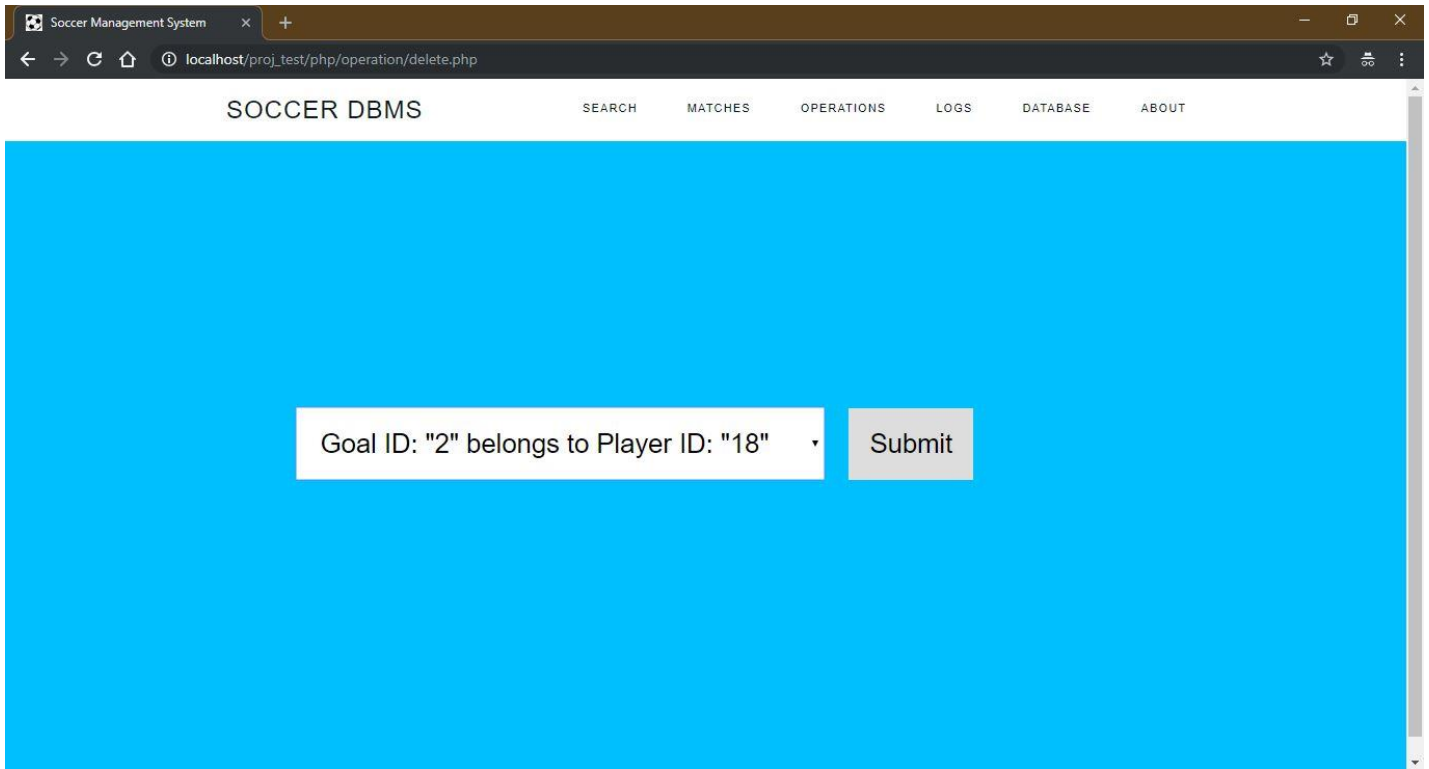 Soccer Management System
localhost/proj_test/php/operation/delete.php
SOCCER DBMS SEARCH MATCHES OPERATIONS LOGS DATABASE ABOUT
Goal ID: "2" belongs to Player ID: "18" Submit